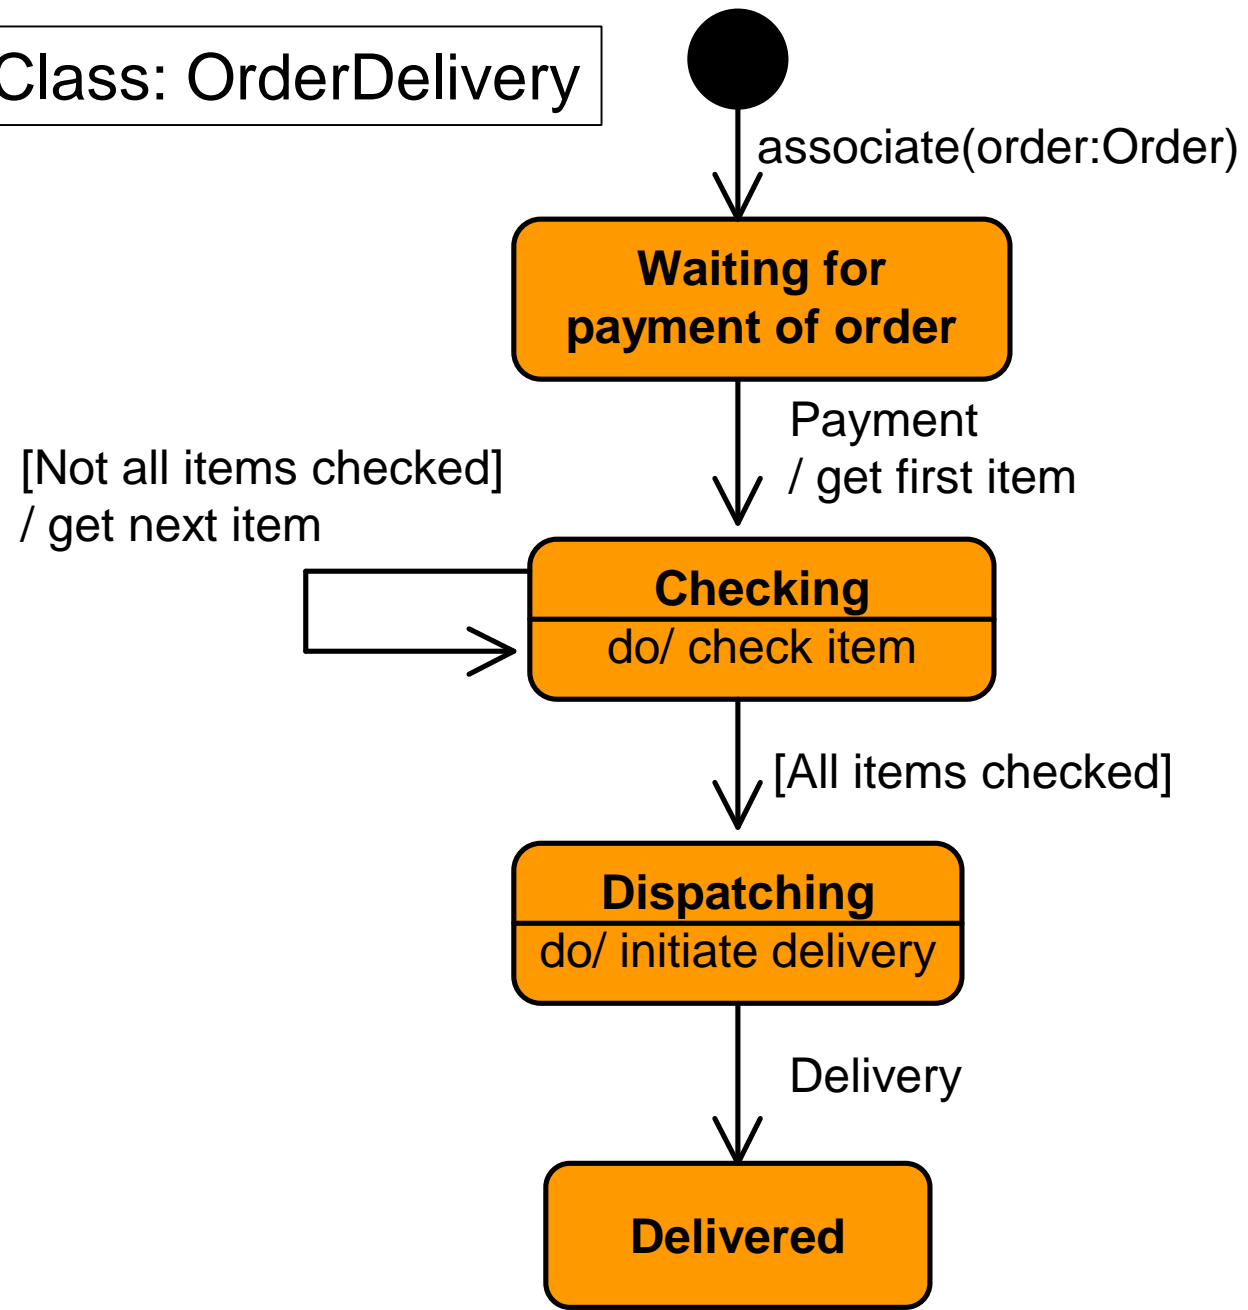 Class: OrderDelivery
associate(order:Order)
Waiting for
payment of order
Payment
/ get first item
[Not all items checked]
/ get next item
Checking
do/ check item
[All items checked]
Dispatching
do/ initiate delivery
Delivery
Delivered